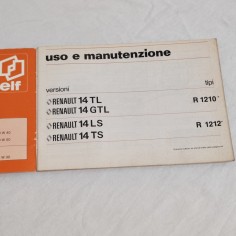 elf
uso e manutenzione
versioni tipi
RENAULT 14 TL
RENAULT 14 GTL
R 1210
RENAULT 14 LS
RENAULT 14 TS
R 1212